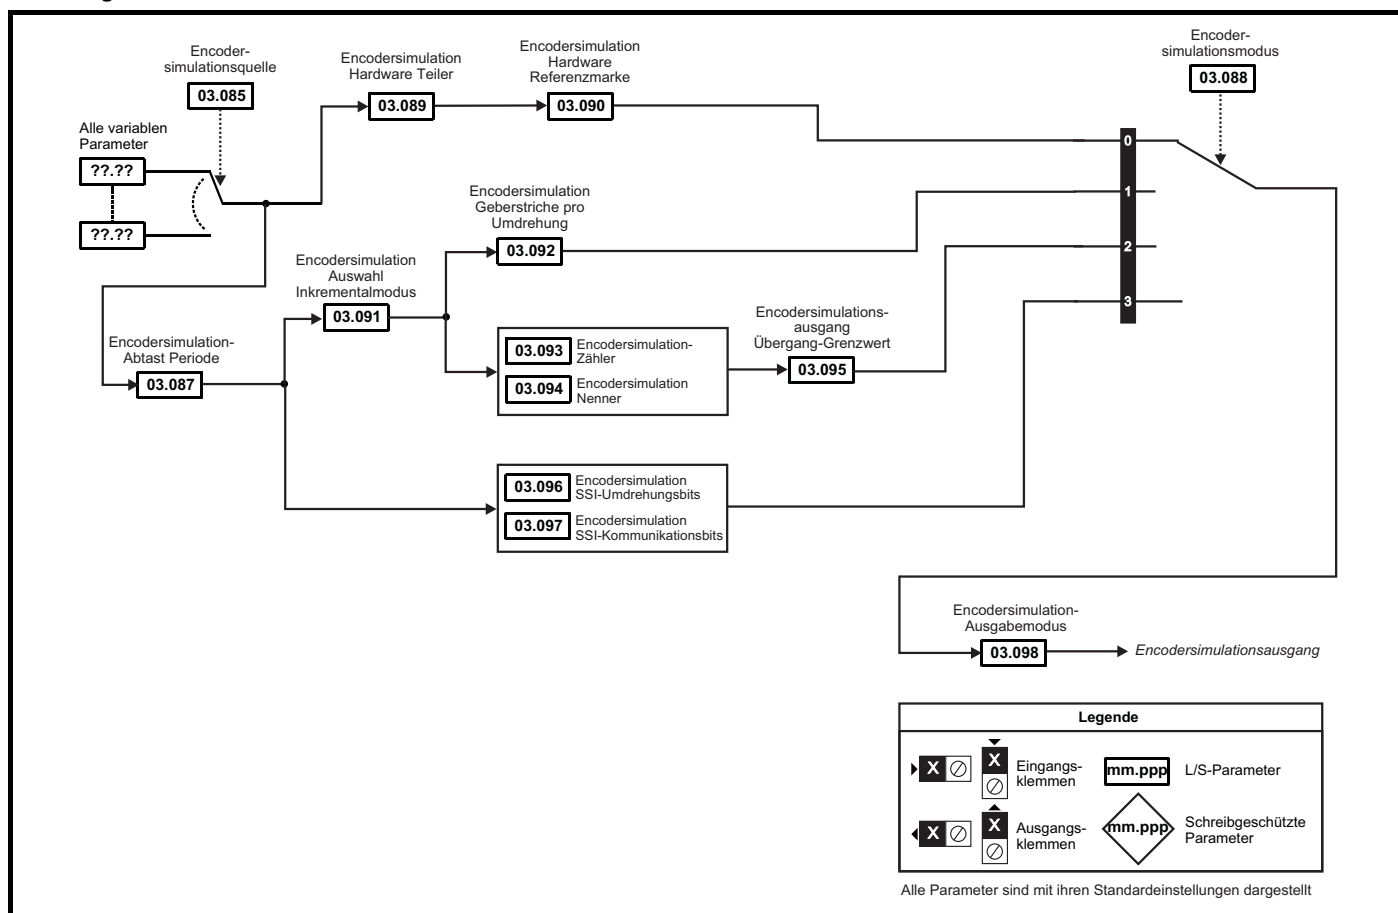 Encoder-
simulationsquelle
03.085
Encodersimulation
Hardware Teiler
03.089
Encodersimulation
Hardware
Referenzmarke
03.090
Encoder-
simulationsmodus
03.088
Alle variablen
Parameter
??.??
??.??
0
1
2
3
Encodersimulation
Geberstriche pro
Umdrehung
03.092
Encodersimulation
Auswahl
Inkrementalmodus
03.091
Encodersimulation-
Abtast Periode
03.087
03.093
Encodersimulation-
Zähler
03.094
Encodersimulation
Nenner
Encodersimulations-
ausgang
Übergang-Grenzwert
03.095
03.096
Encodersimulation
SSI-Umdrehungsbits
03.097
Encodersimulation
SSI-Kommunikationsbits
Encodersimulation-
Ausgabemodus
03.098
Encodersimulationsausgang
Legende
X
X
Eingangs-
klemmen
mm.ppp
L/S-Parameter
X
X
Ausgangs-
klemmen
mm.ppp
Schreibgeschützte
Parameter
Alle Parameter sind mit ihren Standardeinstellungen dargestellt